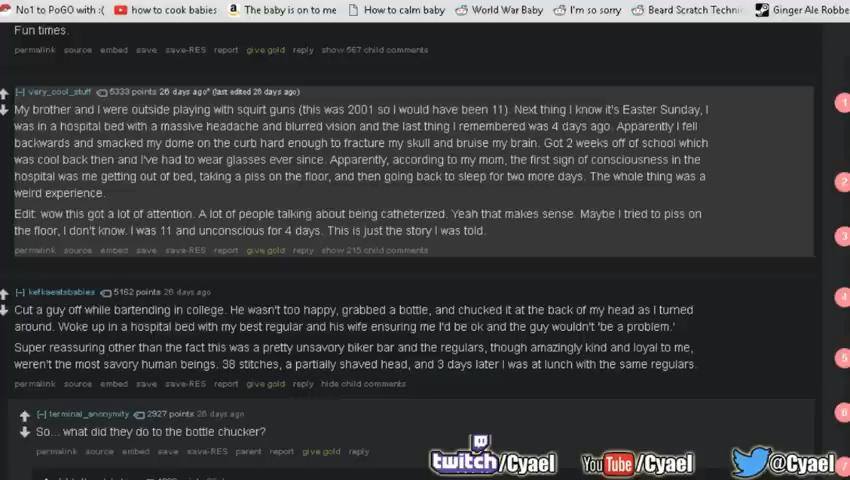 No1 to PoGO with :(  how to cook babies  The baby is on to me  How to calm baby  World War Baby  I'm so sorry  Beard Scratch Techni  Ginger Ale Robbe
Fun times.
permalink source embed save save-RES report give gold reply show 567 child comments
[-] very_cool_stuff 5333 points 26 days ago* (last edited 26 days ago)
My brother and I were outside playing with squirt guns (this was 2001 so I would have been 11). Next thing I know it's Easter Sunday, I
was in a hospital bed with a massive headache and blurred vision and the last thing I remembered was 4 days ago. Apparently I fell
backwards and smacked my dome on the curb hard enough to fracture my skull and bruise my brain. Got 2 weeks off of school which
was cool back then and I've had to wear glasses ever since. Apparently, according to my mom, the first sign of consciousness in the
hospital was me getting out of bed, taking a piss on the floor, and then going back to sleep for two more days. The whole thing was a
weird experience.
Edit: wow this got a lot of attention. A lot of people talking about being catheterized. Yeah that makes sense. Maybe I tried to piss on
the floor, I don't know. I was 11 and unconscious for 4 days. This is just the story I was told.
permalink source embed save save-RES report give gold reply show 215 child comments
[-] kefkaeatsbabies 5162 points 26 days ago
Cut a guy off while bartending in college. He wasn't too happy, grabbed a bottle, and chucked it at the back of my head as I turned
around. Woke up in a hospital bed with my best regular and his wife ensuring me I'd be ok and the guy wouldn't 'be a problem.'
Super reassuring other than the fact this was a pretty unsavory biker bar and the regulars, though amazingly kind and loyal to me,
weren't the most savory human beings. 38 stitches, a partially shaved head, and 3 days later I was at lunch with the same regulars.
permalink source embed save save-RES report give gold reply hide child comments
[-] terminal_anonymity 2927 points 26 days ago
So... what did they do to the bottle chucker?
permalink source embed save save-RES parent report give gold reply
twitch/Cyael YouTube/Cyael @Cyael
1
2
3
4
5
6
7